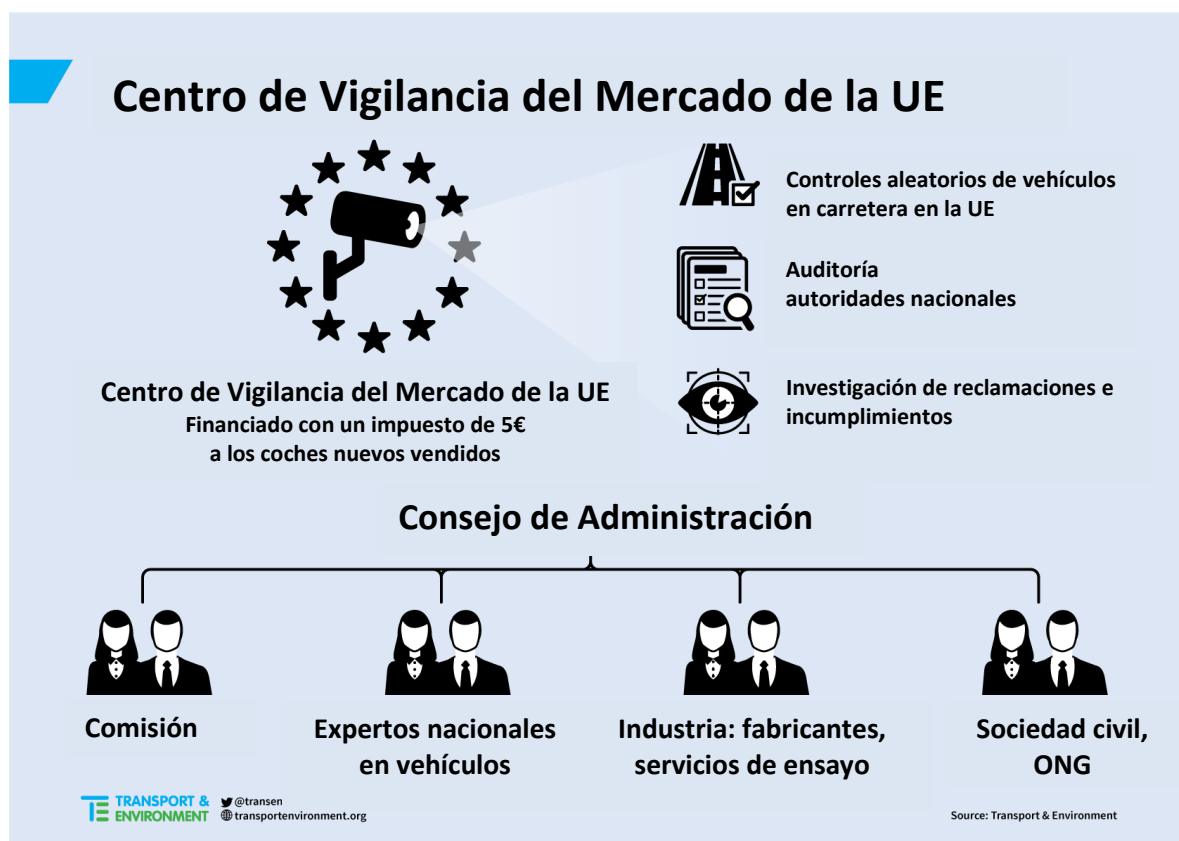 Centro de Vigilancia del Mercado de la UE
Controles aleatorios de vehículos
en carretera en la UE
Auditoría
autoridades nacionales
Investigación de reclamaciones e
incumplimientos
Centro de Vigilancia del Mercado de la UE
Financiado con un impuesto de 5€
a los coches nuevos vendidos
Consejo de Administración
Comisión
Expertos nacionales
en vehículos
Industria: fabricantes,
servicios de ensayo
Sociedad civil,
ONG
TRANSPORT &
ENVIRONMENT
@transen
transportenvironment.org
Source: Transport & Environment